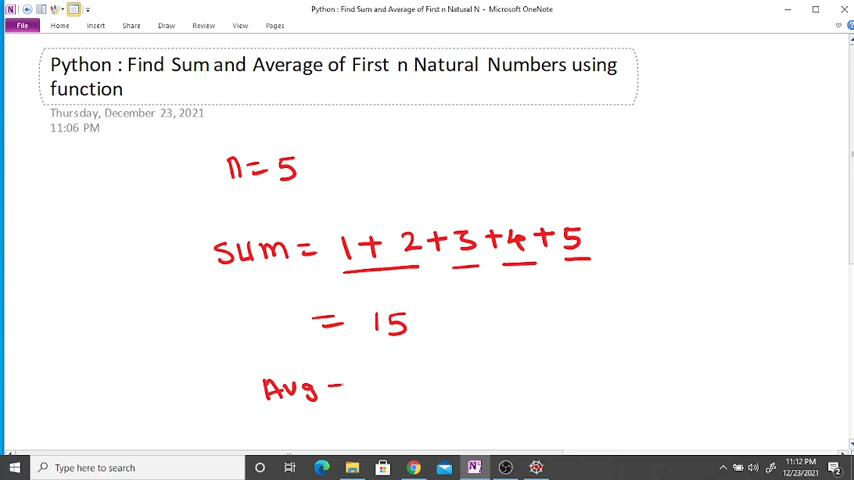 Python : Find Sum and Average of First n Natural N - Microsoft OneNote
File Home Insert Share Draw Review View Pages
Python : Find Sum and Average of First n Natural Numbers using
function
Thursday, December 23, 2021
11:06 PM
n = 5
sum = 1 + 2 + 3 + 4 + 5
= 15
Avg -
Type here to search
11:12 PM
12/23/2021
2